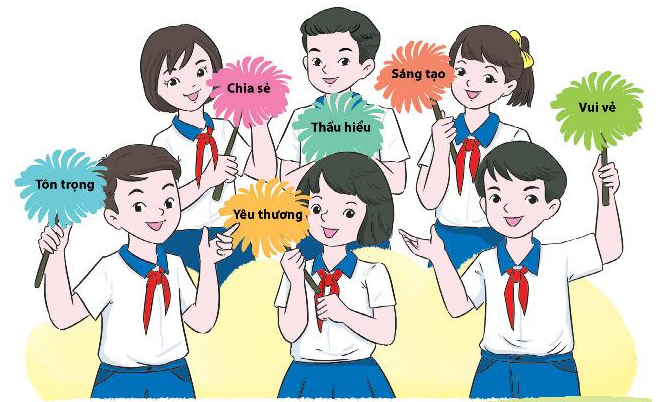 Chia sẻ
Sáng tạo
Vui vẻ
Thấu hiểu
Tôn trọng
Yêu thương